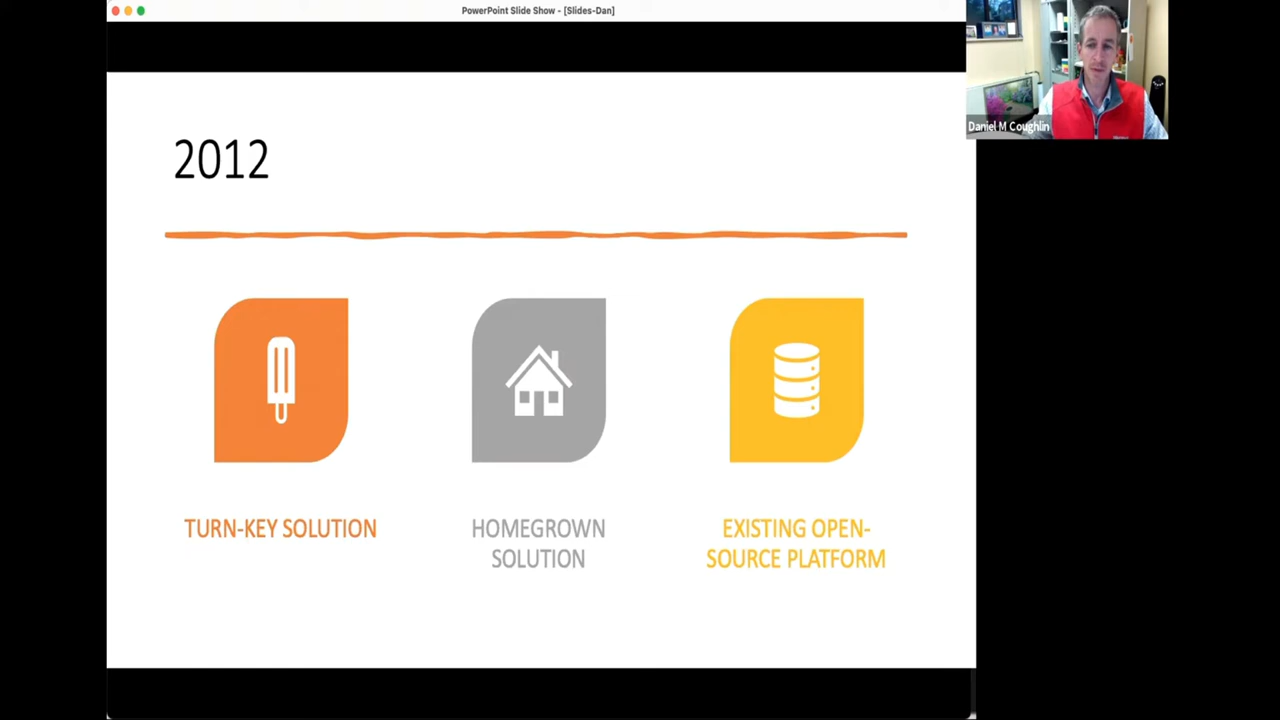 PowerPoint Slide Show - [Slides-Dan]
Daniel M Coughlin
2012
TURN-KEY SOLUTION
HOMEGROWN
SOLUTION
EXISTING OPEN-
SOURCE PLATFORM